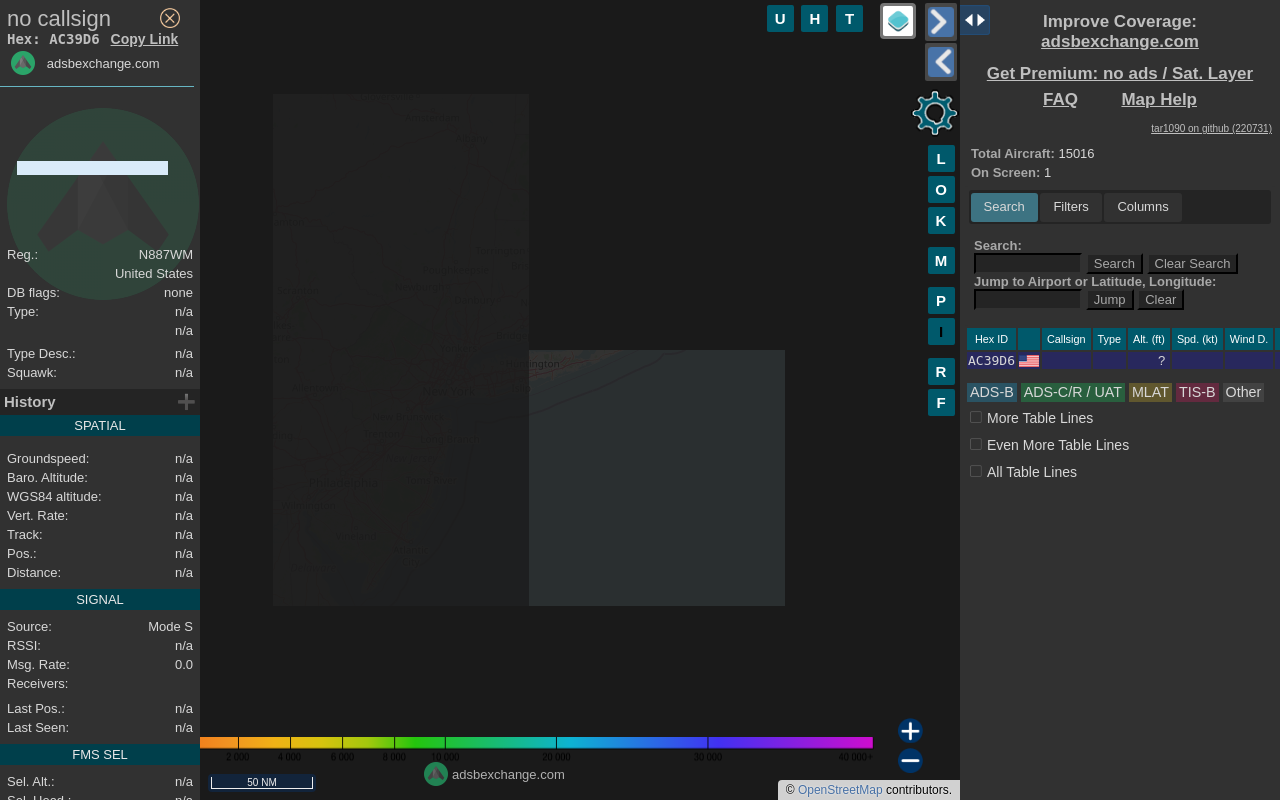 no callsign
Hex: AC39D6 Copy Link
adsbexchange.com
Reg.: N887WM
United States
DB flags: none
Type: n/a
n/a
Type Desc.: n/a
Squawk: n/a
History
SPATIAL
Groundspeed: n/a
Baro. Altitude: n/a
WGS84 altitude: n/a
Vert. Rate: n/a
Track: n/a
Pos.: n/a
Distance: n/a
SIGNAL
Source: Mode S
RSSI: n/a
Msg. Rate: 0.0
Receivers:
Last Pos.: n/a
Last Seen: n/a
FMS SEL
Sel. Alt.: n/a
Sel. Head.: n/a
U H T
L
O
K
M
P
I
R
F
2 000 4 000 6 000 8 000 10 000 20 000 30 000 40 000+
50 NM
adsbexchange.com
© OpenStreetMap contributors.
Improve Coverage:
adsbexchange.com
Get Premium: no ads / Sat. Layer
FAQ Map Help
tar1090 on github (220731)
Total Aircraft: 15016
On Screen: 1
Search Filters Columns
Search:
Search Clear Search
Jump to Airport or Latitude, Longitude:
Jump Clear
Hex ID Callsign Type Alt. (ft) Spd. (kt) Wind D.
AC39D6 ?
ADS-B ADS-C/R / UAT MLAT TIS-B Other
More Table Lines
Even More Table Lines
All Table Lines